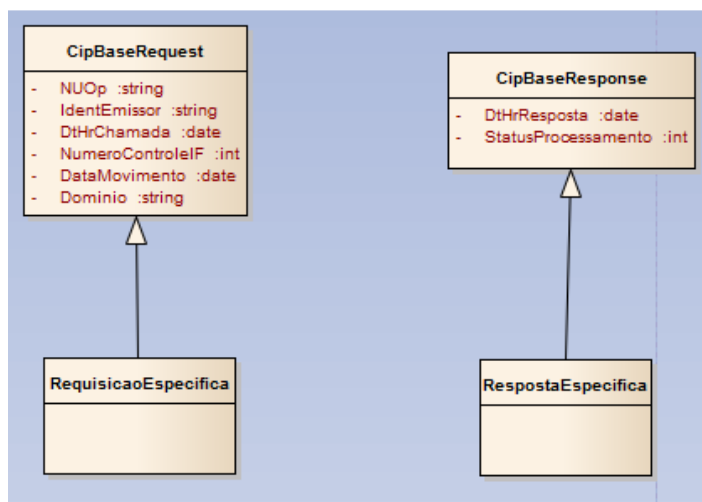 CipBaseRequest
- NUOp :string
- IdentEmissor :string
- DtHrChamada :date
- NumeroControleIF :int
- DataMovimento :date
- Dominio :string
CipBaseResponse
- DtHrResposta :date
- StatusProcessamento :int
RequisicaoEspecifica
RespostaEspecifica